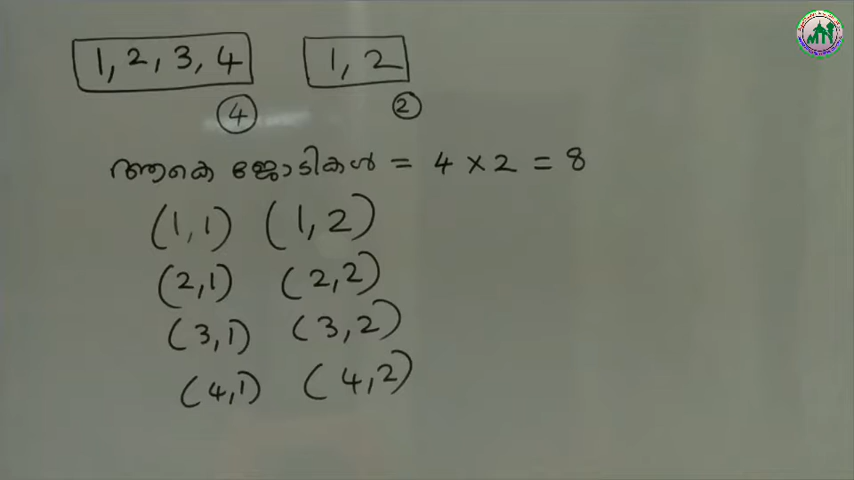 1, 2, 3, 4 1, 2
4 2
ആകെ ജോടികൾ = 4 × 2 = 8
(1, 1) (1, 2)
(2, 1) (2, 2)
(3, 1) (3, 2)
(4, 1) (4, 2)